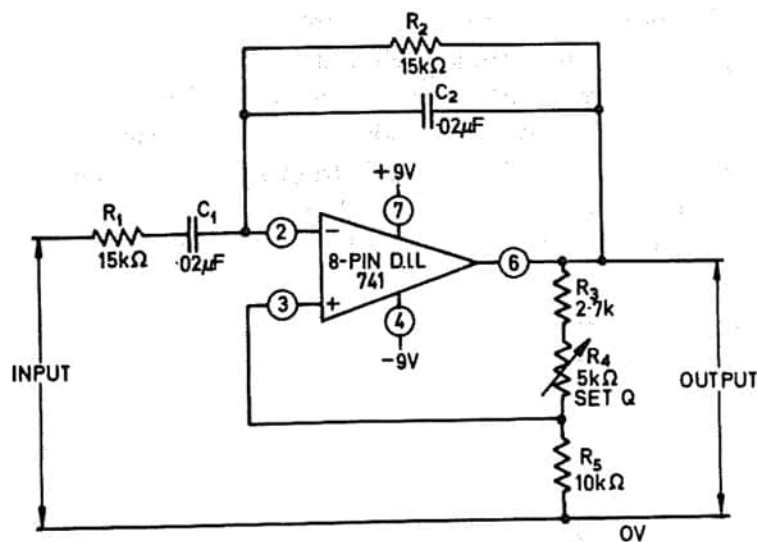 R2
15kΩ
C2
·02µF
+9V
7
R1
15kΩ
C1
·02µF
2
−
8-PIN D.I.L
741
6
3
+
4
−9V
R3
2·7k
R4
5kΩ
SET Q
INPUT
OUTPUT
R5
10kΩ
0V